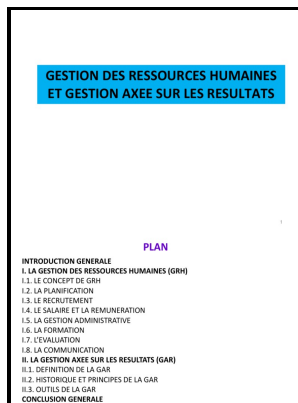 GESTION DES RESSOURCES HUMAINES
ET GESTION AXEE SUR LES RESULTATS
1
PLAN
INTRODUCTION GENERALE
I. LA GESTION DES RESSOURCES HUMAINES (GRH)
I.1. LE CONCEPT DE GRH
I.2. LA PLANIFICATION
I.3. LE RECRUTEMENT
I.4. LE SALAIRE ET LA REMUNERATION
I.5. LA GESTION ADMINISTRATIVE
I.6. LA FORMATION
I.7. L'EVALUATION
I.8. LA COMMUNICATION
II. LA GESTION AXEE SUR LES RESULTATS (GAR)
II.1. DEFINITION DE LA GAR
II.2. HISTORIQUE ET PRINCIPES DE LA GAR
II.3. OUTILS DE LA GAR
CONCLUSION GENERALE